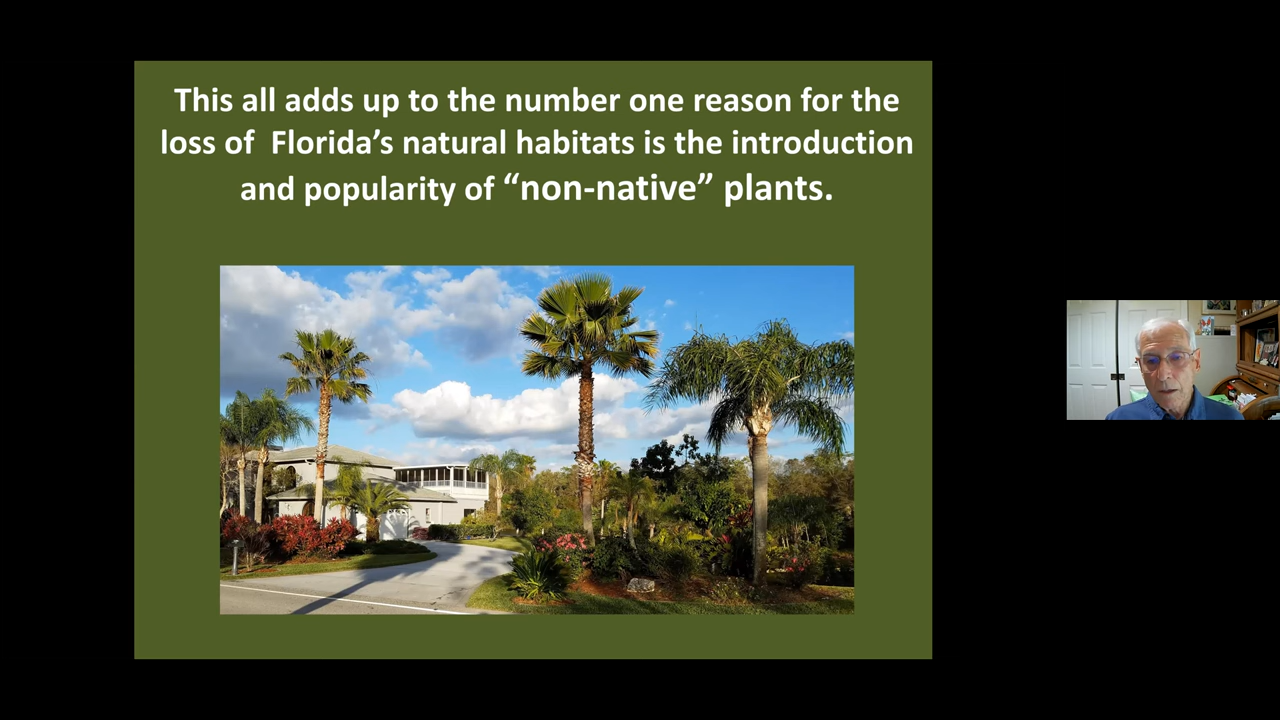 This all adds up to the number one reason for the
loss of  Florida’s natural habitats is the introduction
and popularity of “non-native” plants.